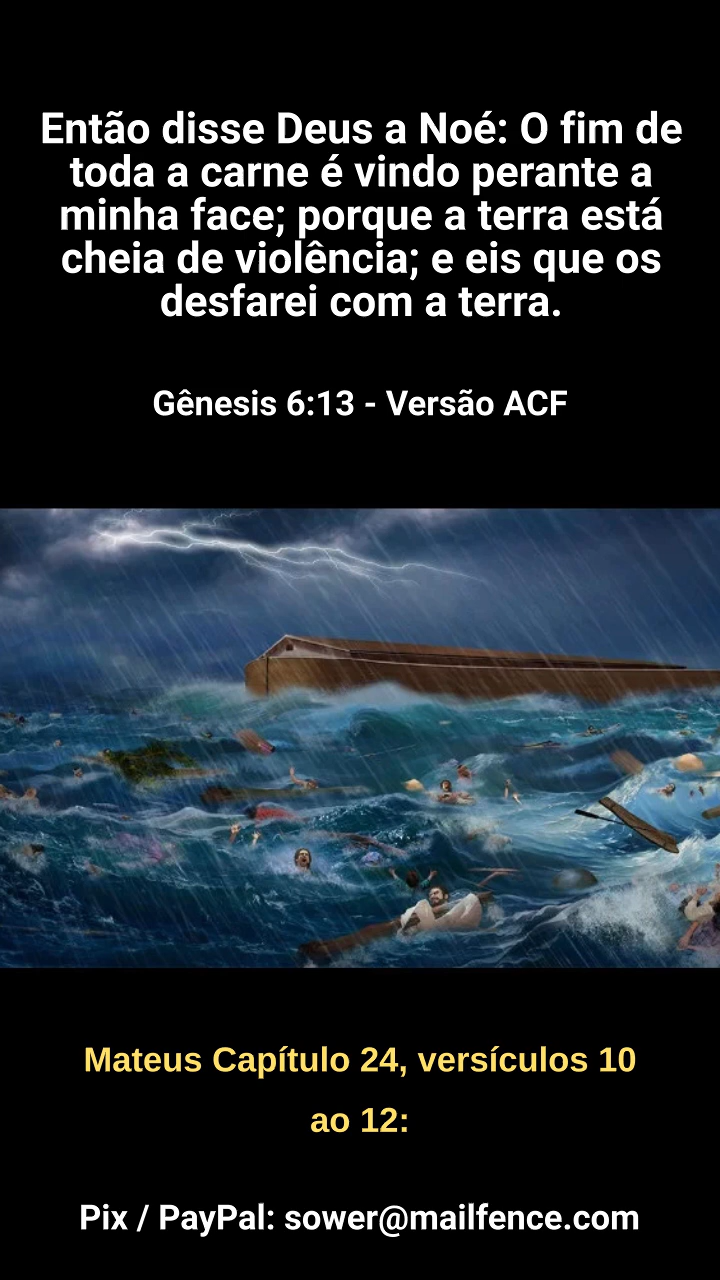 Então disse Deus a Noé: O fim de
toda a carne é vindo perante a
minha face; porque a terra está
cheia de violência; e eis que os
desfarei com a terra.
Gênesis 6:13 - Versão ACF
Mateus Capítulo 24, versículos 10
ao 12:
Pix / PayPal: sower@mailfence.com